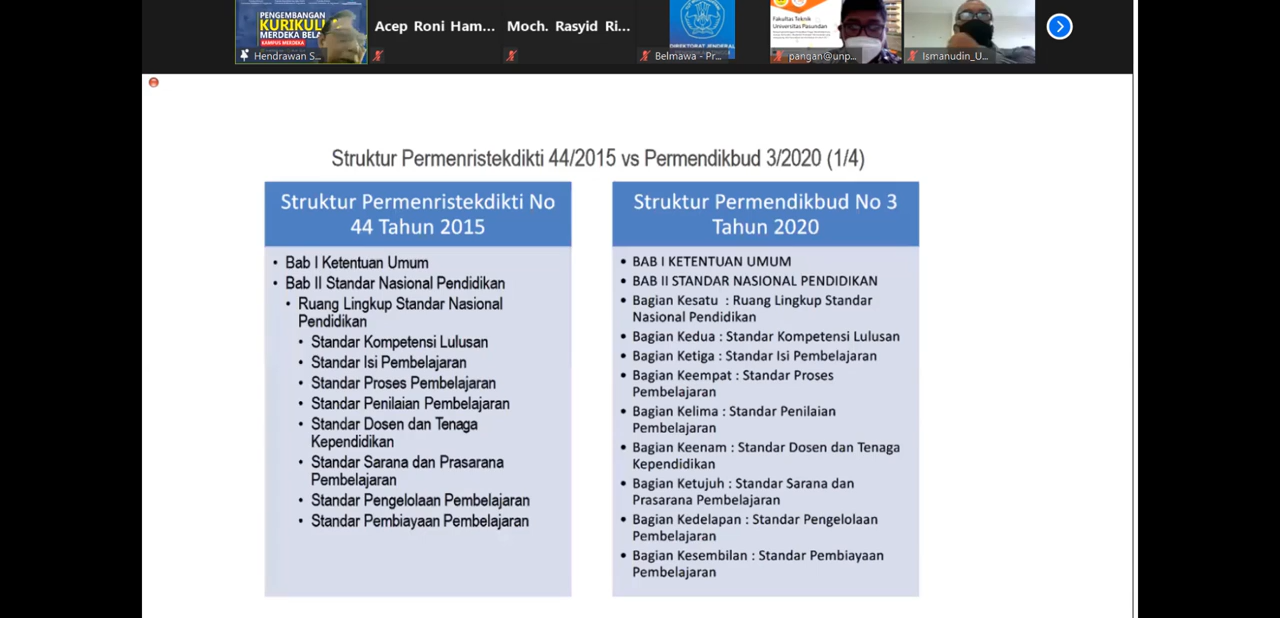 PENGEMBANGAN
KURIKUL
MERDEKA BELA
KAMPUS MERDEKA
Hendrawan S...
Acep Roni Ham...
Moch. Rasyid Ri...
DIREKTORAT JENDERAL
Belmawa - Pr...
Fakultas Teknik
Universitas Pasundan
pangan@unp...
Ismanudin_U...
Struktur Permenristekdikti 44/2015 vs Permendikbud 3/2020 (1/4)
Struktur Permenristekdikti No
44 Tahun 2015
• Bab I Ketentuan Umum
• Bab II Standar Nasional Pendidikan
• Ruang Lingkup Standar Nasional
Pendidikan
• Standar Kompetensi Lulusan
• Standar Isi Pembelajaran
• Standar Proses Pembelajaran
• Standar Penilaian Pembelajaran
• Standar Dosen dan Tenaga
Kependidikan
• Standar Sarana dan Prasarana
Pembelajaran
• Standar Pengelolaan Pembelajaran
• Standar Pembiayaan Pembelajaran
Struktur Permendikbud No 3
Tahun 2020
• BAB I KETENTUAN UMUM
• BAB II STANDAR NASIONAL PENDIDIKAN
• Bagian Kesatu : Ruang Lingkup Standar
Nasional Pendidikan
• Bagian Kedua : Standar Kompetensi Lulusan
• Bagian Ketiga : Standar Isi Pembelajaran
• Bagian Keempat : Standar Proses
Pembelajaran
• Bagian Kelima : Standar Penilaian
Pembelajaran
• Bagian Keenam : Standar Dosen dan Tenaga
Kependidikan
• Bagian Ketujuh : Standar Sarana dan
Prasarana Pembelajaran
• Bagian Kedelapan : Standar Pengelolaan
Pembelajaran
• Bagian Kesembilan : Standar Pembiayaan
Pembelajaran